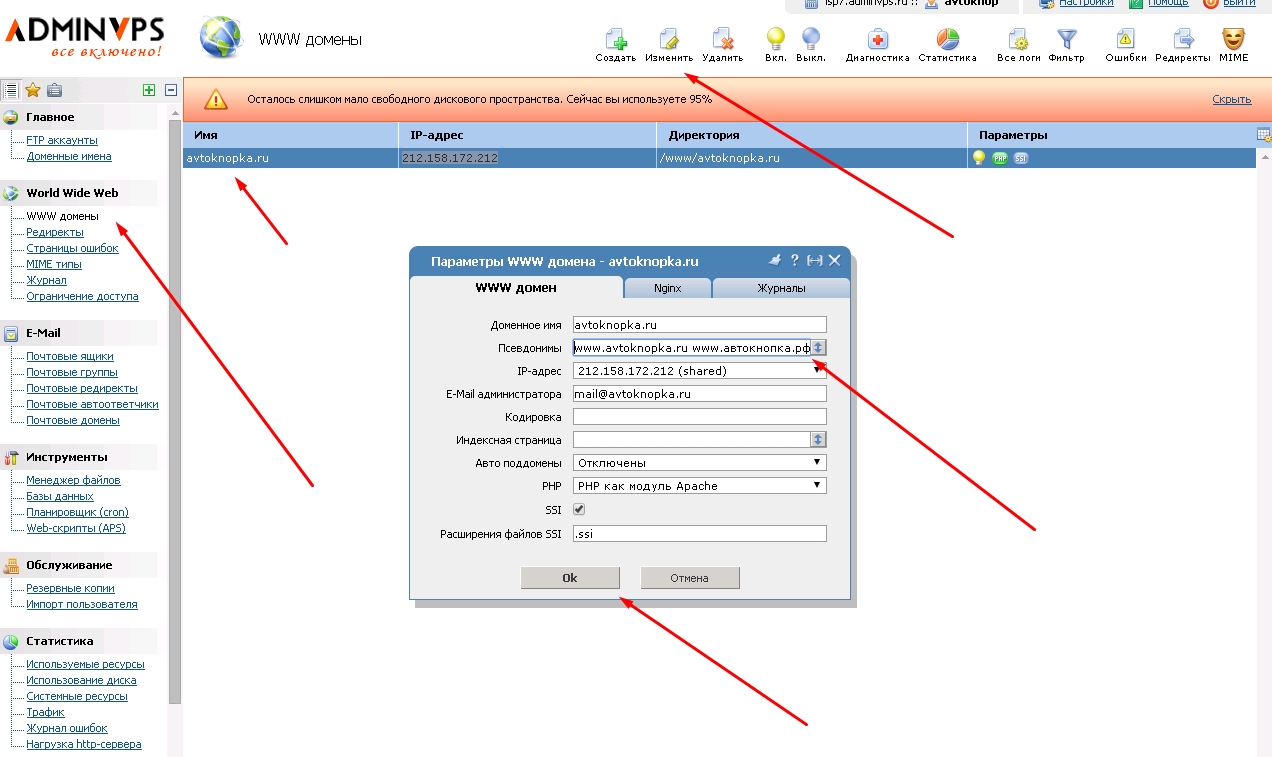 ADMINVPS
все включено!
WWW домены
isp7.adminvps.ru :: avtoknop
Настройки
Помощь
Выйти
Создать
Изменить
Удалить
Вкл.
Выкл.
Диагностика
Статистика
Все логи
Фильтр
Ошибки
Редиректы
MIME
Осталось слишком мало свободного дискового пространства. Сейчас вы используете 95%
Скрыть
Главное
FTP аккаунты
Доменные имена
World Wide Web
WWW домены
Редиректы
Страницы ошибок
MIME типы
Журнал
Ограничение доступа
E-Mail
Почтовые ящики
Почтовые группы
Почтовые редиректы
Почтовые автоответчики
Почтовые домены
Инструменты
Менеджер файлов
Базы данных
Планировщик (cron)
Web-скрипты (APS)
Обслуживание
Резервные копии
Импорт пользователя
Статистика
Используемые ресурсы
Использование диска
Системные ресурсы
Трафик
Журнал ошибок
Нагрузка http-сервера
Имя IP-адрес Директория Параметры
avtoknopka.ru 212.158.172.212 /www/avtoknopka.ru PHP SSI
Параметры WWW домена - avtoknopka.ru ?
WWW домен Nginx Журналы
Доменное имя avtoknopka.ru
Псевдонимы www.avtoknopka.ru www.автокнопка.рф
IP-адрес 212.158.172.212 (shared)
E-Mail администратора mail@avtoknopka.ru
Кодировка
Индексная страница
Авто поддомены Отключены
PHP PHP как модуль Apache
SSI
Расширения файлов SSI .ssi
Ok Отмена